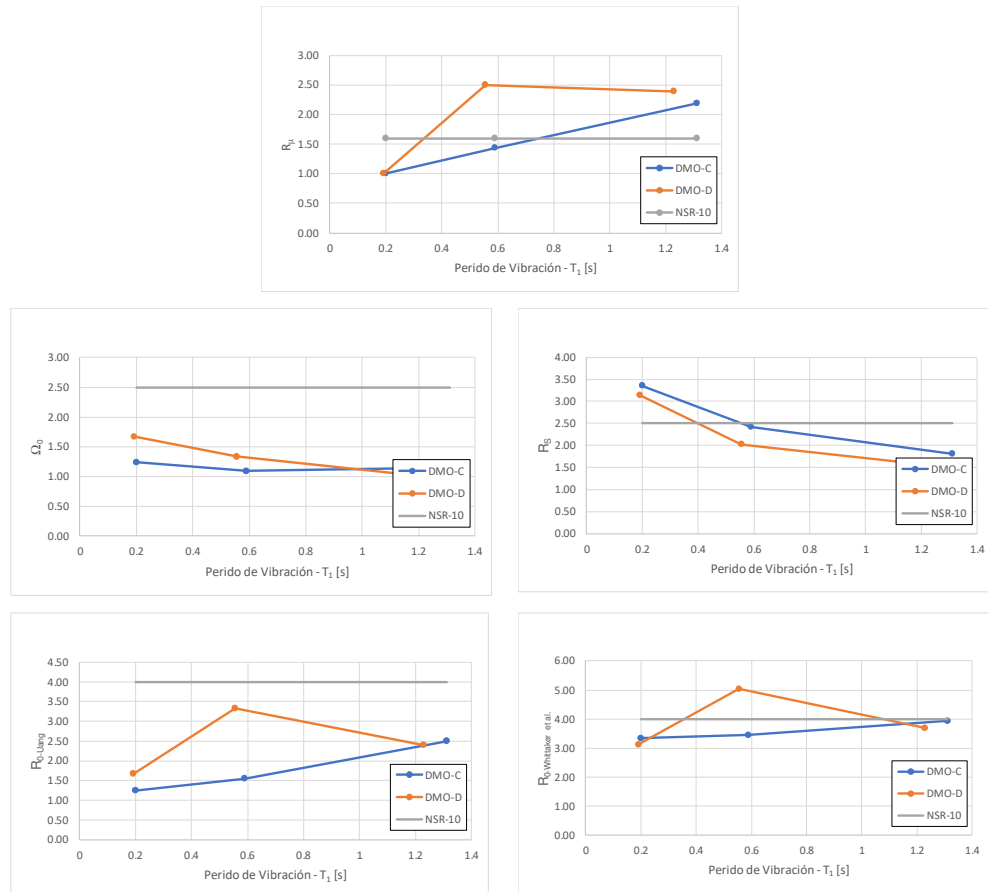 3.00
2.50
2.00
1.50
1.00
0.50
0.00
Rμ
0 0.2 0.4 0.6 0.8 1 1.2 1.4
Perido de Vibración - T1 [s]
DMO-C
DMO-D
NSR-10
3.00
2.50
2.00
1.50
1.00
0.50
0.00
Ω0
0 0.2 0.4 0.6 0.8 1 1.2 1.4
Perido de Vibración - T1 [s]
DMO-C
DMO-D
NSR-10
4.00
3.50
3.00
2.50
2.00
1.50
1.00
0.50
0.00
RS
0 0.2 0.4 0.6 0.8 1 1.2 1.4
Perido de Vibración - T1 [s]
DMO-C
DMO-D
NSR-10
4.50
4.00
3.50
3.00
2.50
2.00
1.50
1.00
0.50
0.00
R0-Uang
0 0.2 0.4 0.6 0.8 1 1.2 1.4
Perido de Vibración - T1 [s]
DMO-C
DMO-D
NSR-10
6.00
5.00
4.00
3.00
2.00
1.00
0.00
R0-Whittaker et al.
0 0.2 0.4 0.6 0.8 1 1.2 1.4
Perido de Vibración - T1 [s]
DMO-C
DMO-D
NSR-10